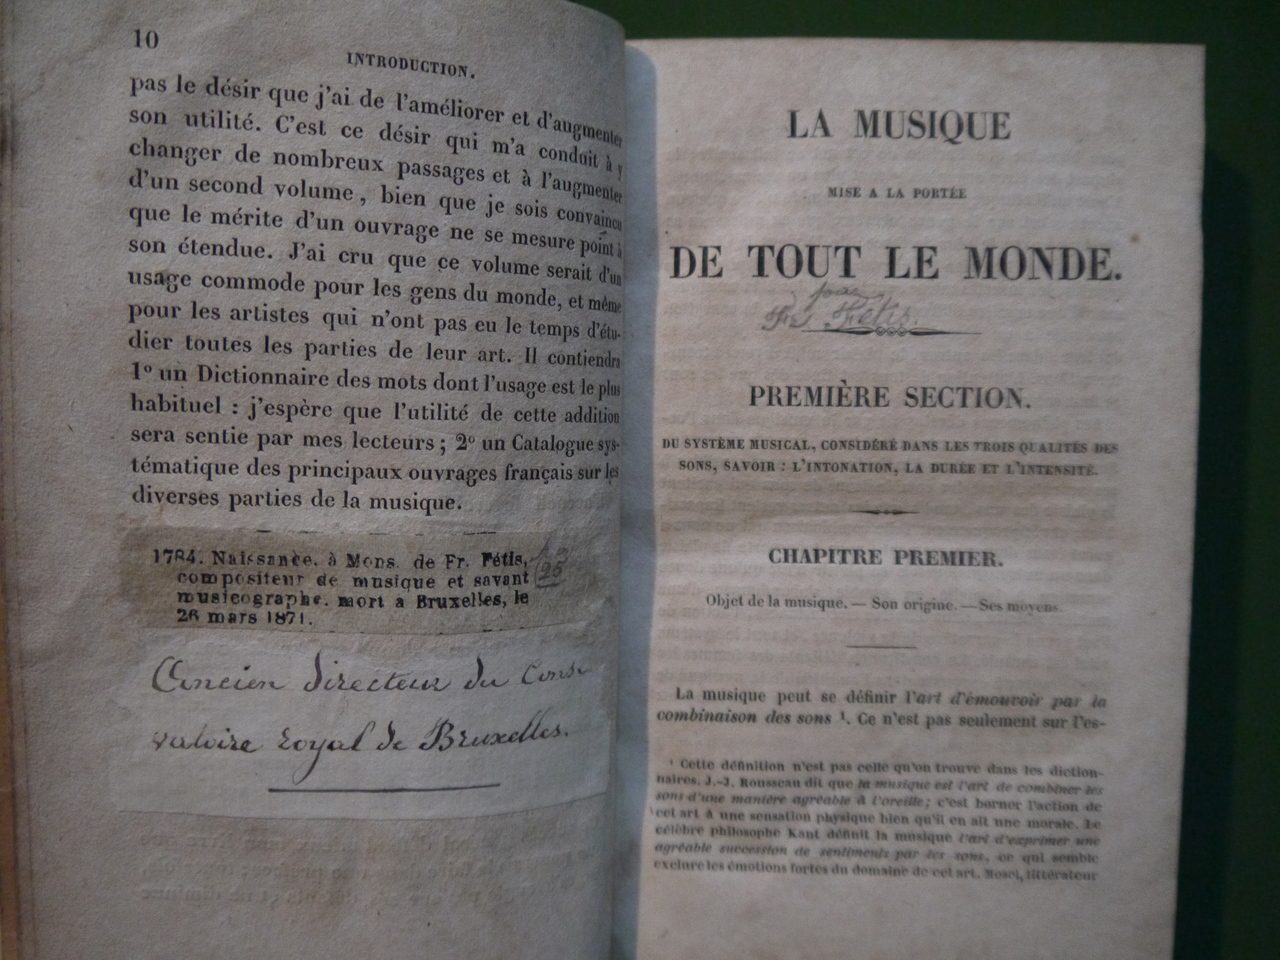 10
INTRODUCTION.
pas le désir que j'ai de l'améliorer et d'augmenter
son utilité. C'est ce désir qui m'a conduit à y
changer de nombreux passages et à l'augmenter
d'un second volume, bien que je sois convaincu
que le mérite d'un ouvrage ne se mesure point à
son étendue. J'ai cru que ce volume serait d'un
usage commode pour les gens du monde, et même
pour les artistes qui n'ont pas eu le temps d'étu-
dier toutes les parties de leur art. Il contiendra
1º un Dictionnaire des mots dont l'usage est le plus
habituel : j'espère que l'utilité de cette addition
sera sentie par mes lecteurs ; 2º un Catalogue sys-
tématique des principaux ouvrages français sur les
diverses parties de la musique.
1784. Naissance, à Mons, de Fr. Fétis,
compositeur de musique et savant
musicographe, mort a Bruxelles, le
26 mars 1871.
25
Ancien directeur du Conse
vatoire royal de Bruxelles.
LA MUSIQUE
MISE A LA PORTÉE
DE TOUT LE MONDE.
par
Fr. Fétis.
PREMIÈRE SECTION.
DU SYSTÈME MUSICAL, CONSIDÉRÉ DANS LES TROIS QUALITÉS DES
SONS, SAVOIR : L'INTONATION, LA DURÉE ET L'INTENSITÉ.
CHAPITRE PREMIER.
Objet de la musique. — Son origine. — Ses moyens.
La musique peut se définir l'art d'émouvoir par la
combinaison des sons ¹. Ce n'est pas seulement sur l'es-
¹ Cette définition n'est pas celle qu'on trouve dans les diction-
naires. J.-J. Rousseau dit que la musique est l'art de combiner les
sons d'une manière agréable à l'oreille ; c'est borner l'action de
cet art à une sensation physique bien qu'il en ait une morale. Le
célèbre philosophe Kant définit la musique l'art d'exprimer une
agréable succession de sentiments par les sons, ce qui semble
exclure les émotions fortes du domaine de cet art. Mosel, littérateur